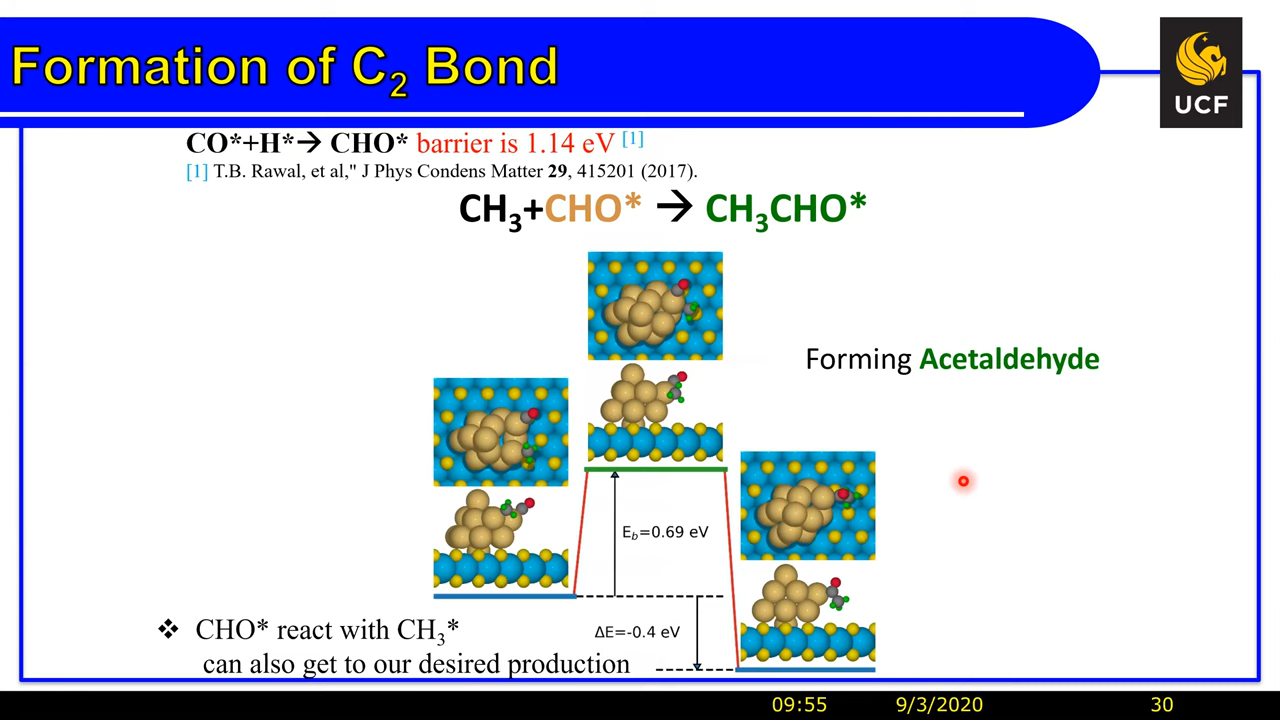 Formation of C₂ Bond
UCF
CO*+H*→ CHO* barrier is 1.14 eV [1]
[1] T.B. Rawal, et al," J Phys Condens Matter 29, 415201 (2017).
CH₃+CHO* → CH₃CHO*
Forming Acetaldehyde
E_b=0.69 eV
ΔE=-0.4 eV
❖ CHO* react with CH₃*
can also get to our desired production
09:55 9/3/2020 30